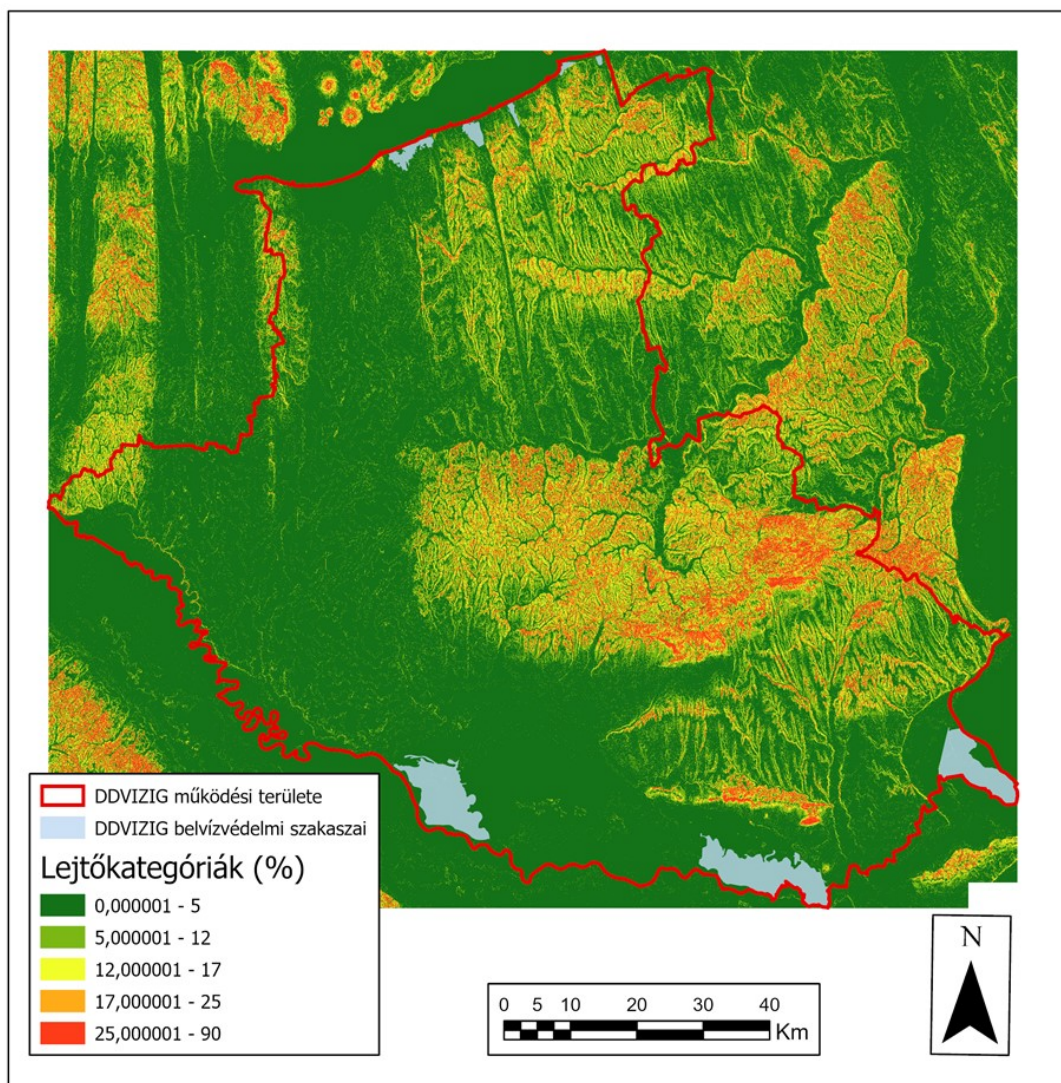 DDVIZIG működési területe
DDVIZIG belvízvédelmi szakaszai
Lejtőkategóriák (%)
0,000001 - 5
5,000001 - 12
12,000001 - 17
17,000001 - 25
25,000001 - 90
0 5 10 20 30 40
Km
N